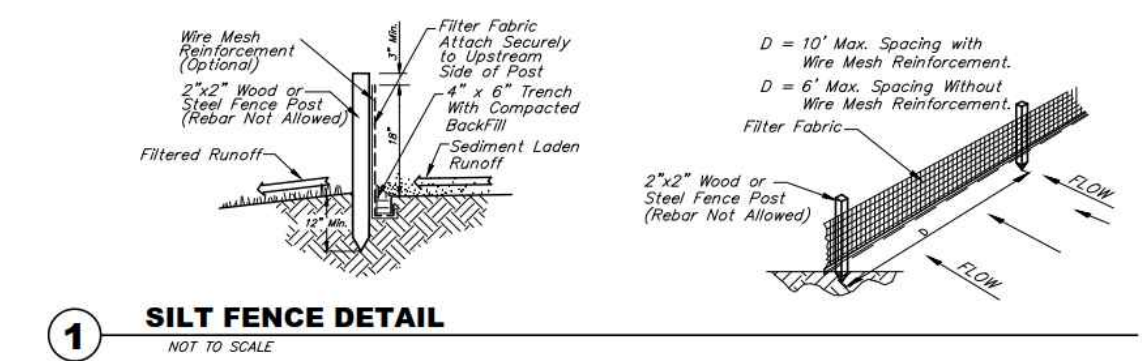 Wire Mesh
Reinforcement
(Optional)
2"x2" Wood or
Steel Fence Post
(Rebar Not Allowed)
Filtered Runoff
3" Min.
18"
12" Min.
Filter Fabric
Attach Securely
to Upstream
Side of Post
4" x 6" Trench
With Compacted
BackFill
Sediment Laden
Runoff
D = 10' Max. Spacing with
Wire Mesh Reinforcement.
D = 6' Max. Spacing Without
Wire Mesh Reinforcement.
Filter Fabric
2"x2" Wood or
Steel Fence Post
(Rebar Not Allowed)
D
FLOW
FLOW
1
SILT FENCE DETAIL
NOT TO SCALE